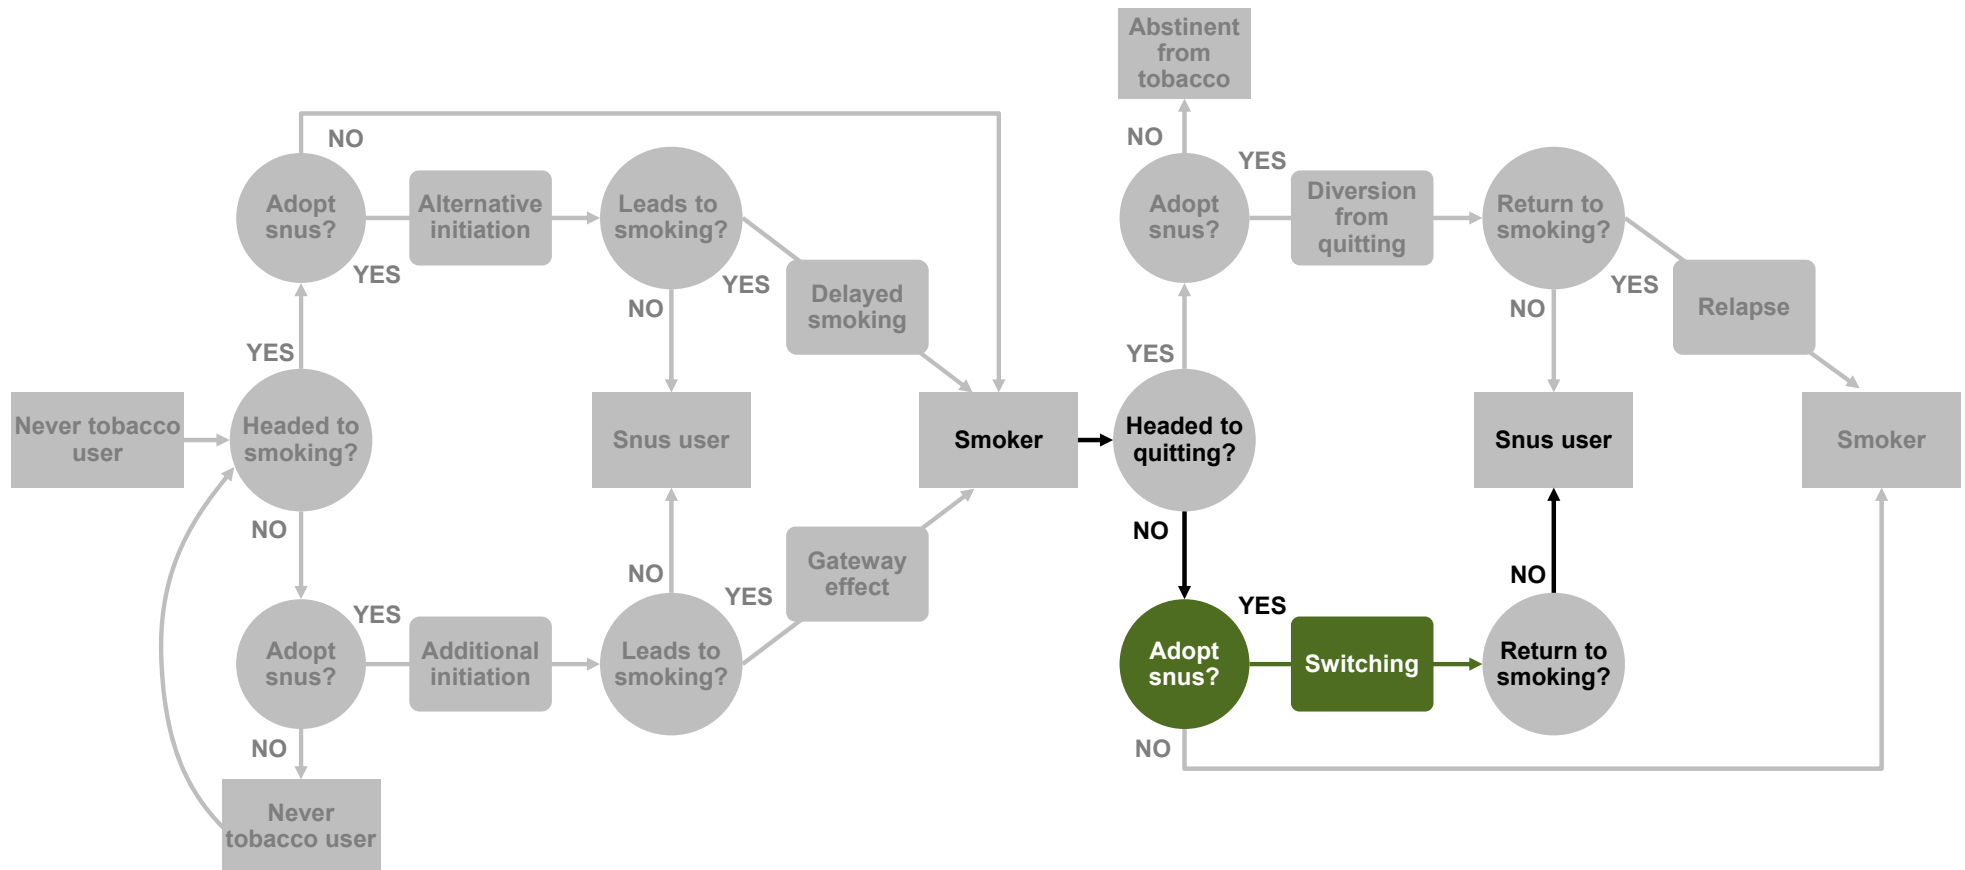 Abstinent
from
tobacco
NO
NO
YES
Adopt
snus?
Alternative
initiation
Leads to
smoking?
Adopt
snus?
Diversion
from
quitting
Return to
smoking?
YES
YES
YES
NO
Delayed
smoking
NO
Relapse
YES
YES
Never tobacco
user
Headed to
smoking?
Snus user
Smoker
Headed to
quitting?
Snus user
Smoker
NO
NO
Gateway
effect
NO
NO
YES
YES
YES
Adopt
snus?
Additional
initiation
Leads to
smoking?
Adopt
snus?
Switching
Return to
smoking?
NO
NO
Never
tobacco user